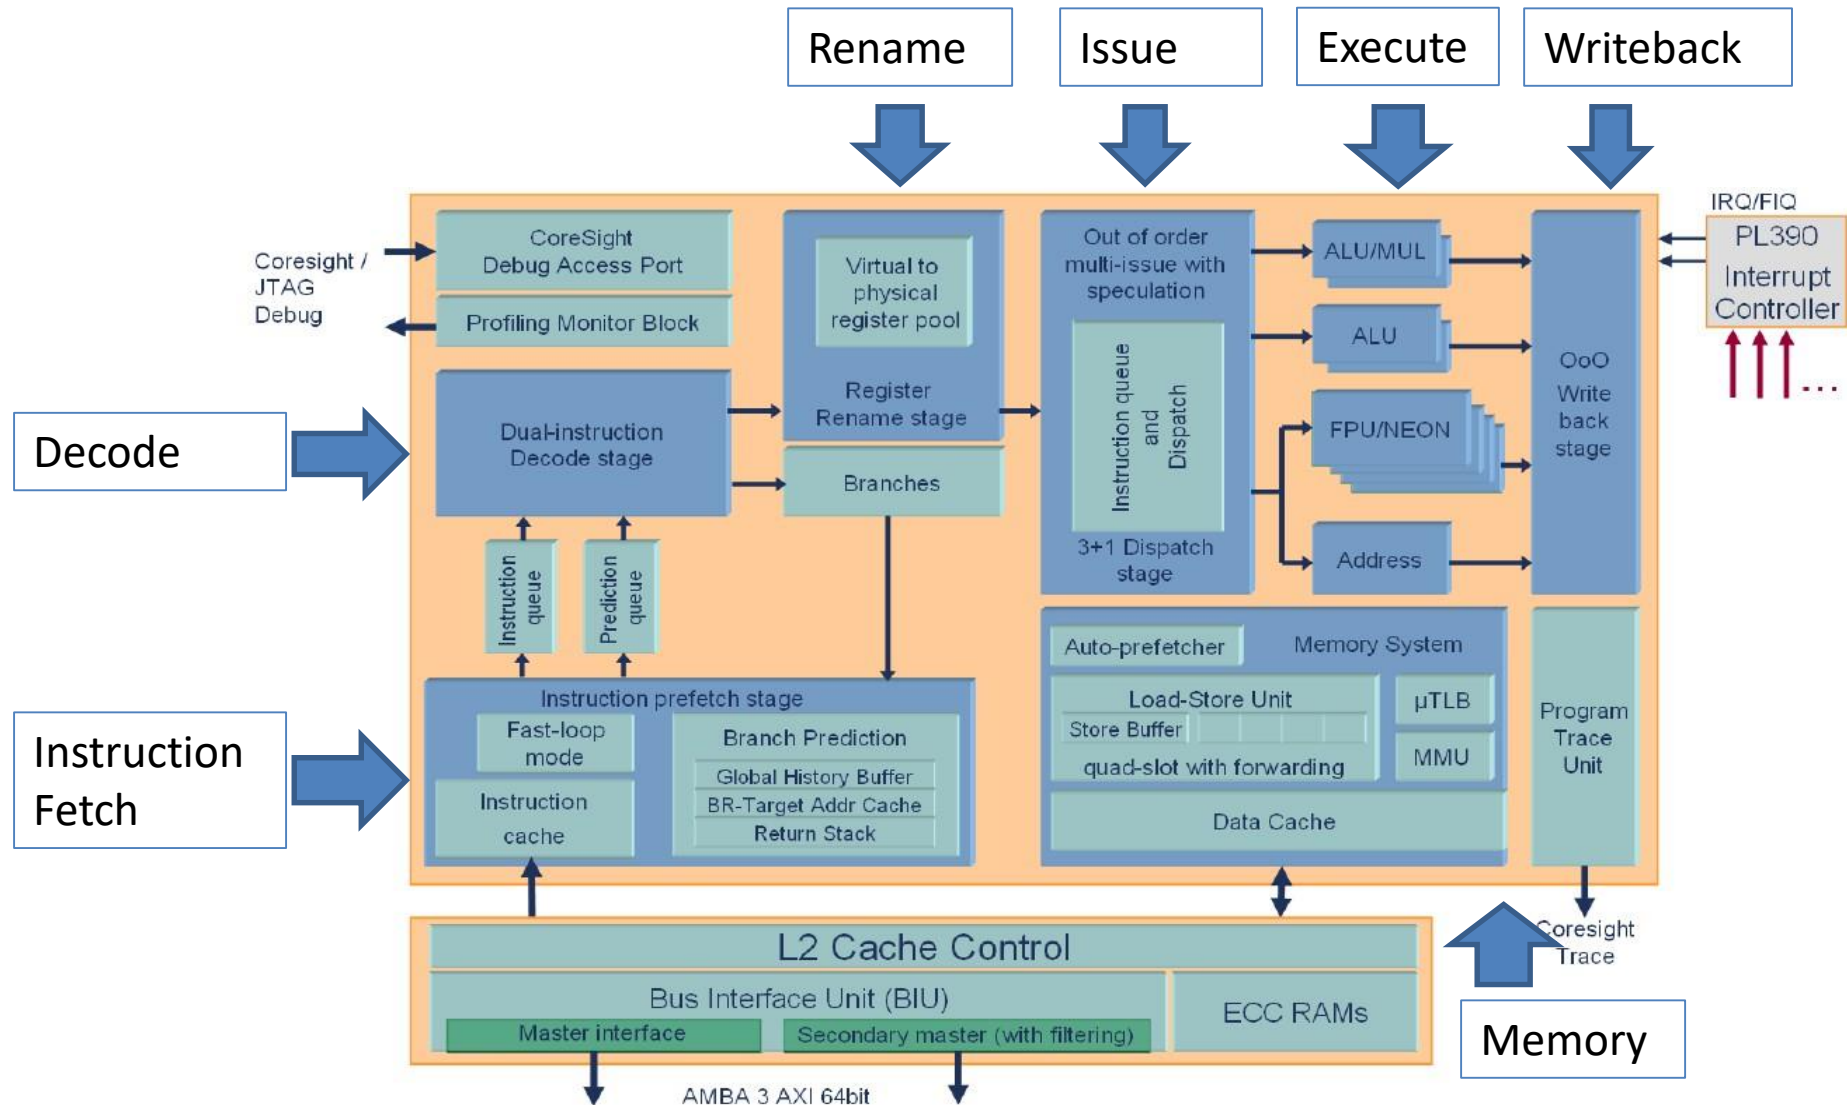 Rename
Issue
Execute
Writeback
IRQ/FIQ
PL390
Interrupt
Controller
...
Coresight /
JTAG
Debug
CoreSight
Debug Access Port
Profiling Monitor Block
Virtual to
physical
register pool
Register
Rename stage
Out of order
multi-issue with
speculation
Instruction queue
and
Dispatch
3+1 Dispatch
stage
ALU/MUL
ALU
FPU/NEON
Address
OoO
Write
back
stage
Decode
Dual-instruction
Decode stage
Branches
Instruction
queue
Prediction
queue
Instruction
Fetch
Instruction prefetch stage
Fast-loop
mode
Instruction
cache
Branch Prediction
Global History Buffer
BR-Target Addr Cache
Return Stack
Auto-prefetcher
Memory System
Load-Store Unit
Store Buffer
quad-slot with forwarding
µTLB
MMU
Data Cache
Program
Trace
Unit
Coresight
Trace
L2 Cache Control
Bus Interface Unit (BIU)
Master interface
Secondary master (with filtering)
ECC RAMs
Memory
AMBA 3 AXI 64bit